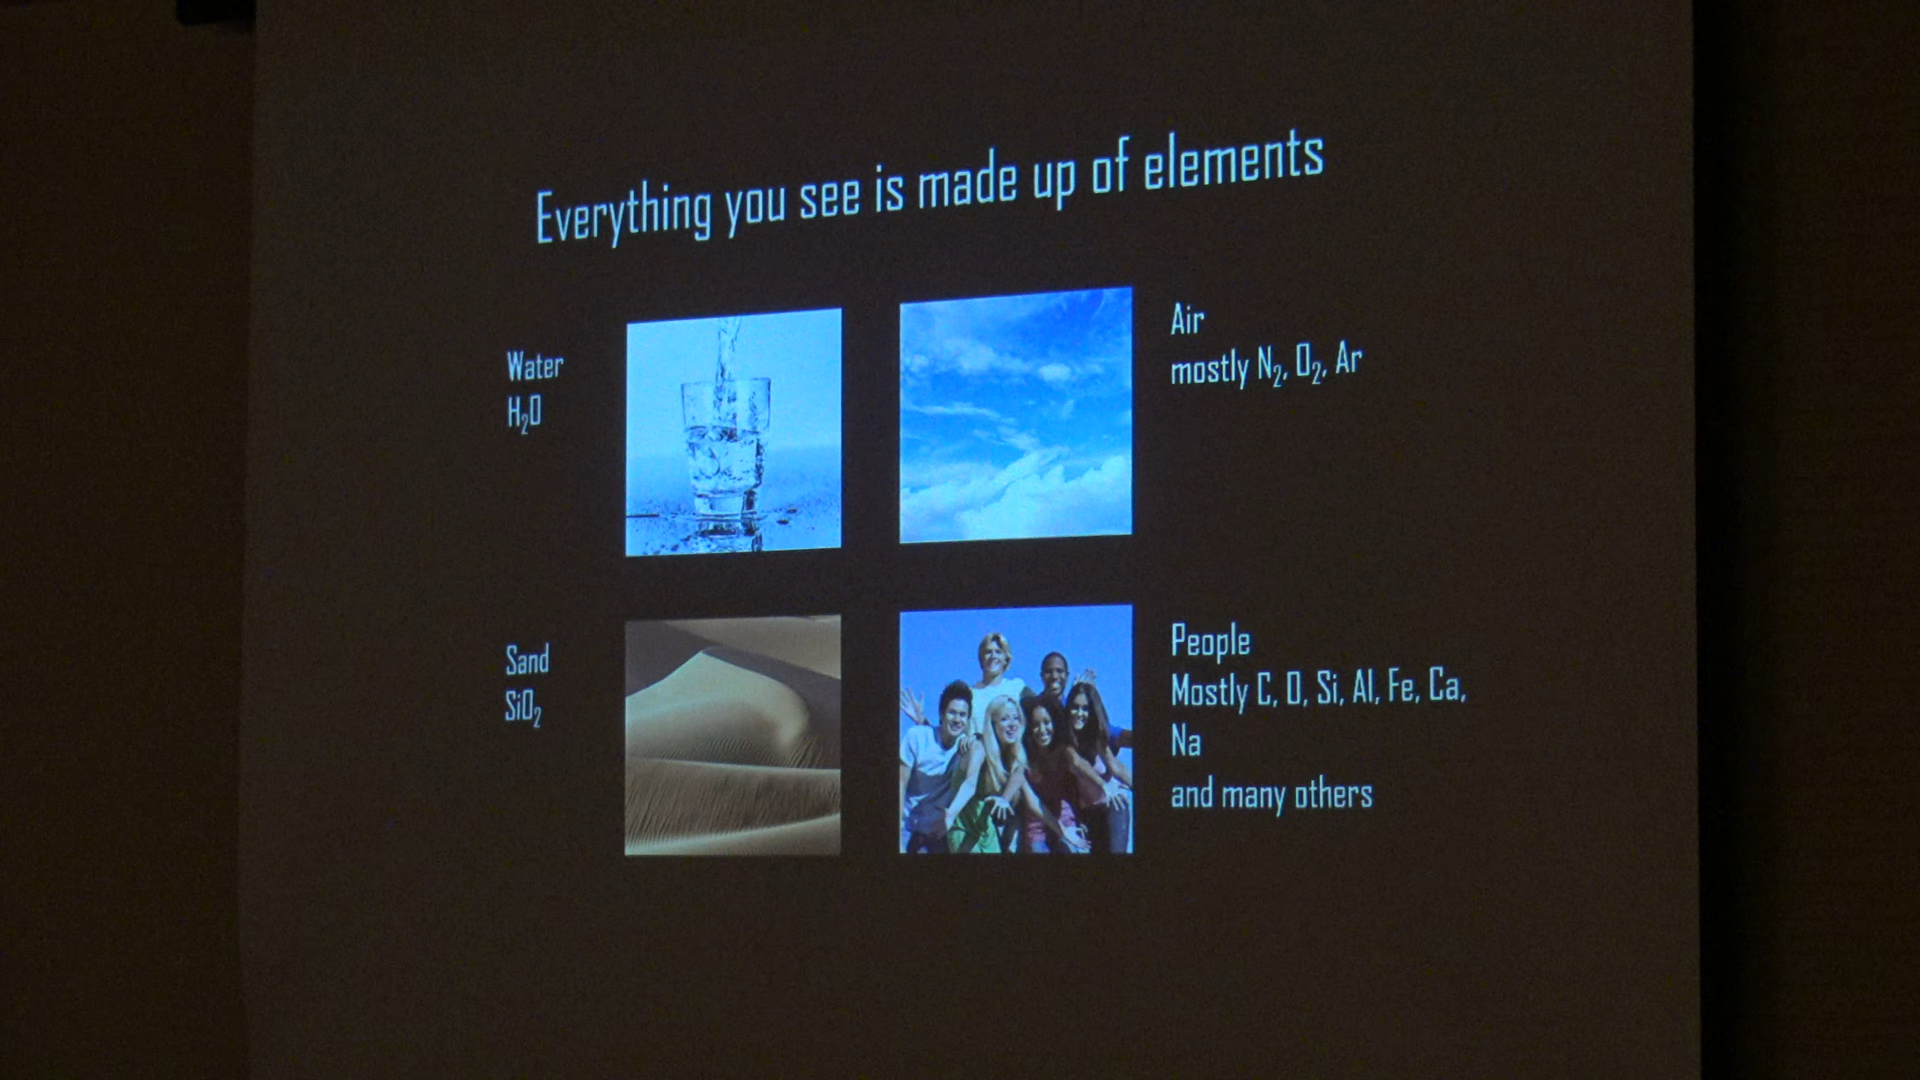 Everything you see is made up of elements
Water
H₂O
Air
mostly N₂, O₂, Ar
Sand
SiO₂
People
Mostly C, O, Si, Al, Fe, Ca,
Na
and many others